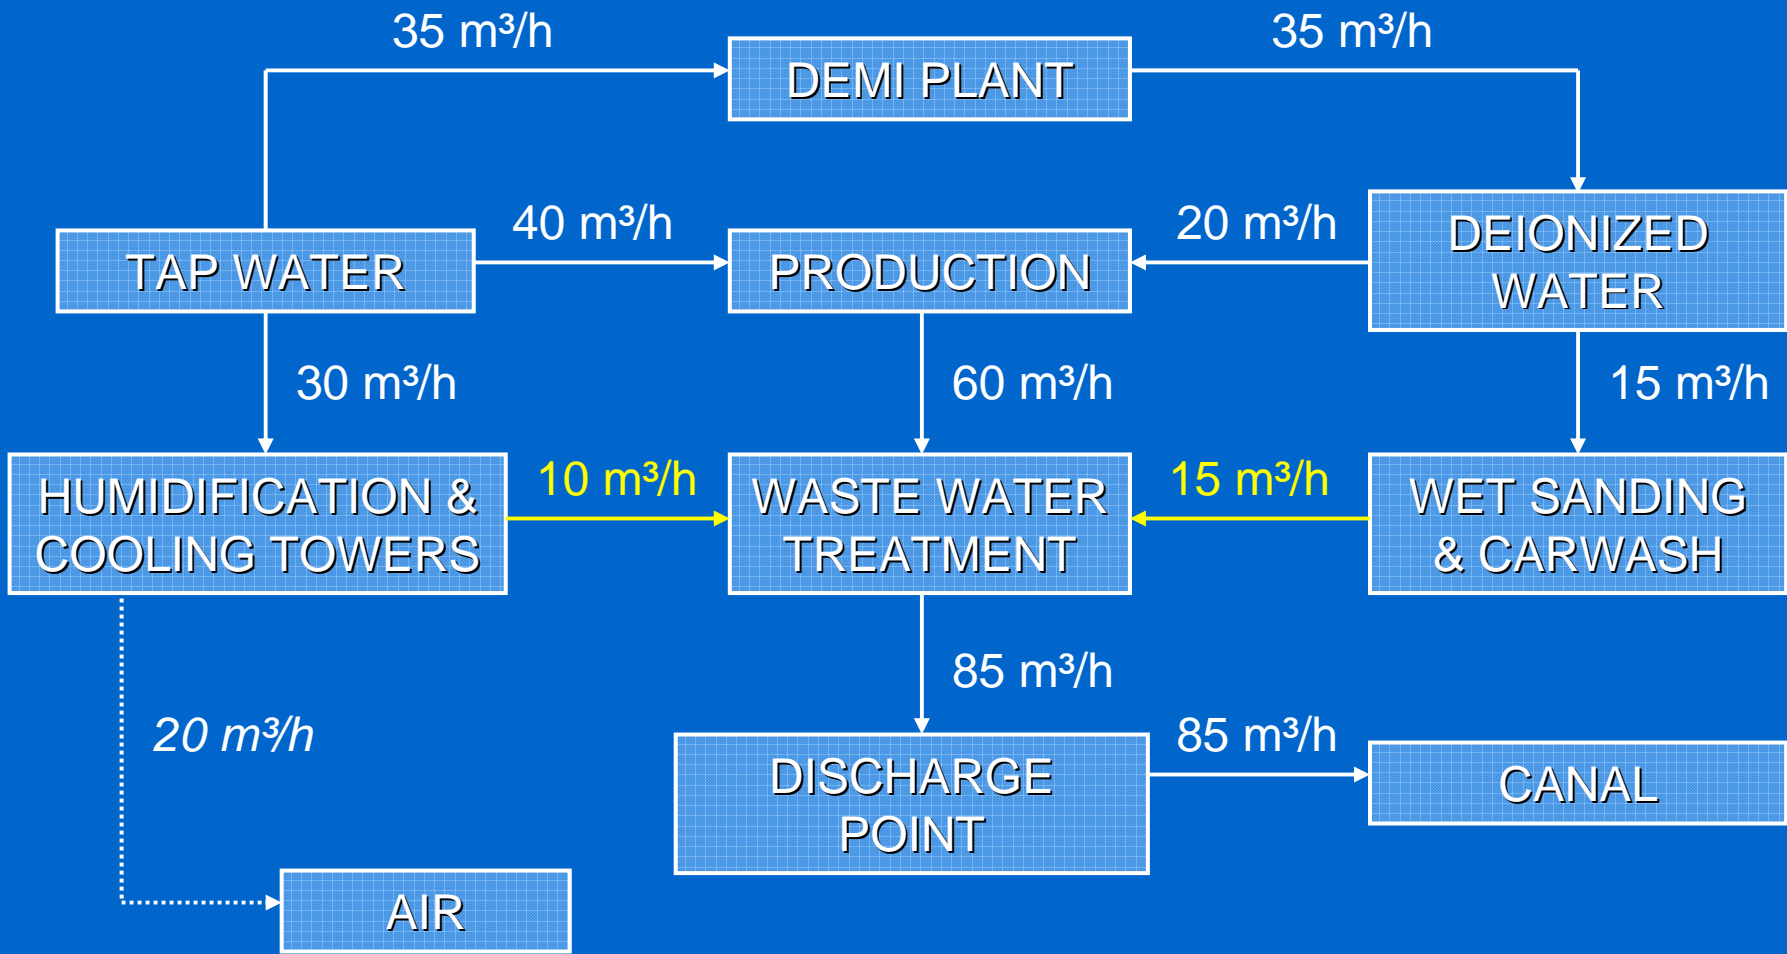 35 m³/h
35 m³/h
DEMI PLANT
40 m³/h
20 m³/h
DEIONIZED
WATER
TAP WATER
PRODUCTION
30 m³/h
60 m³/h
15 m³/h
HUMIDIFICATION &
COOLING TOWERS
10 m³/h
WASTE WATER
TREATMENT
15 m³/h
WET SANDING
& CARWASH
85 m³/h
20 m³/h
DISCHARGE
POINT
85 m³/h
CANAL
AIR